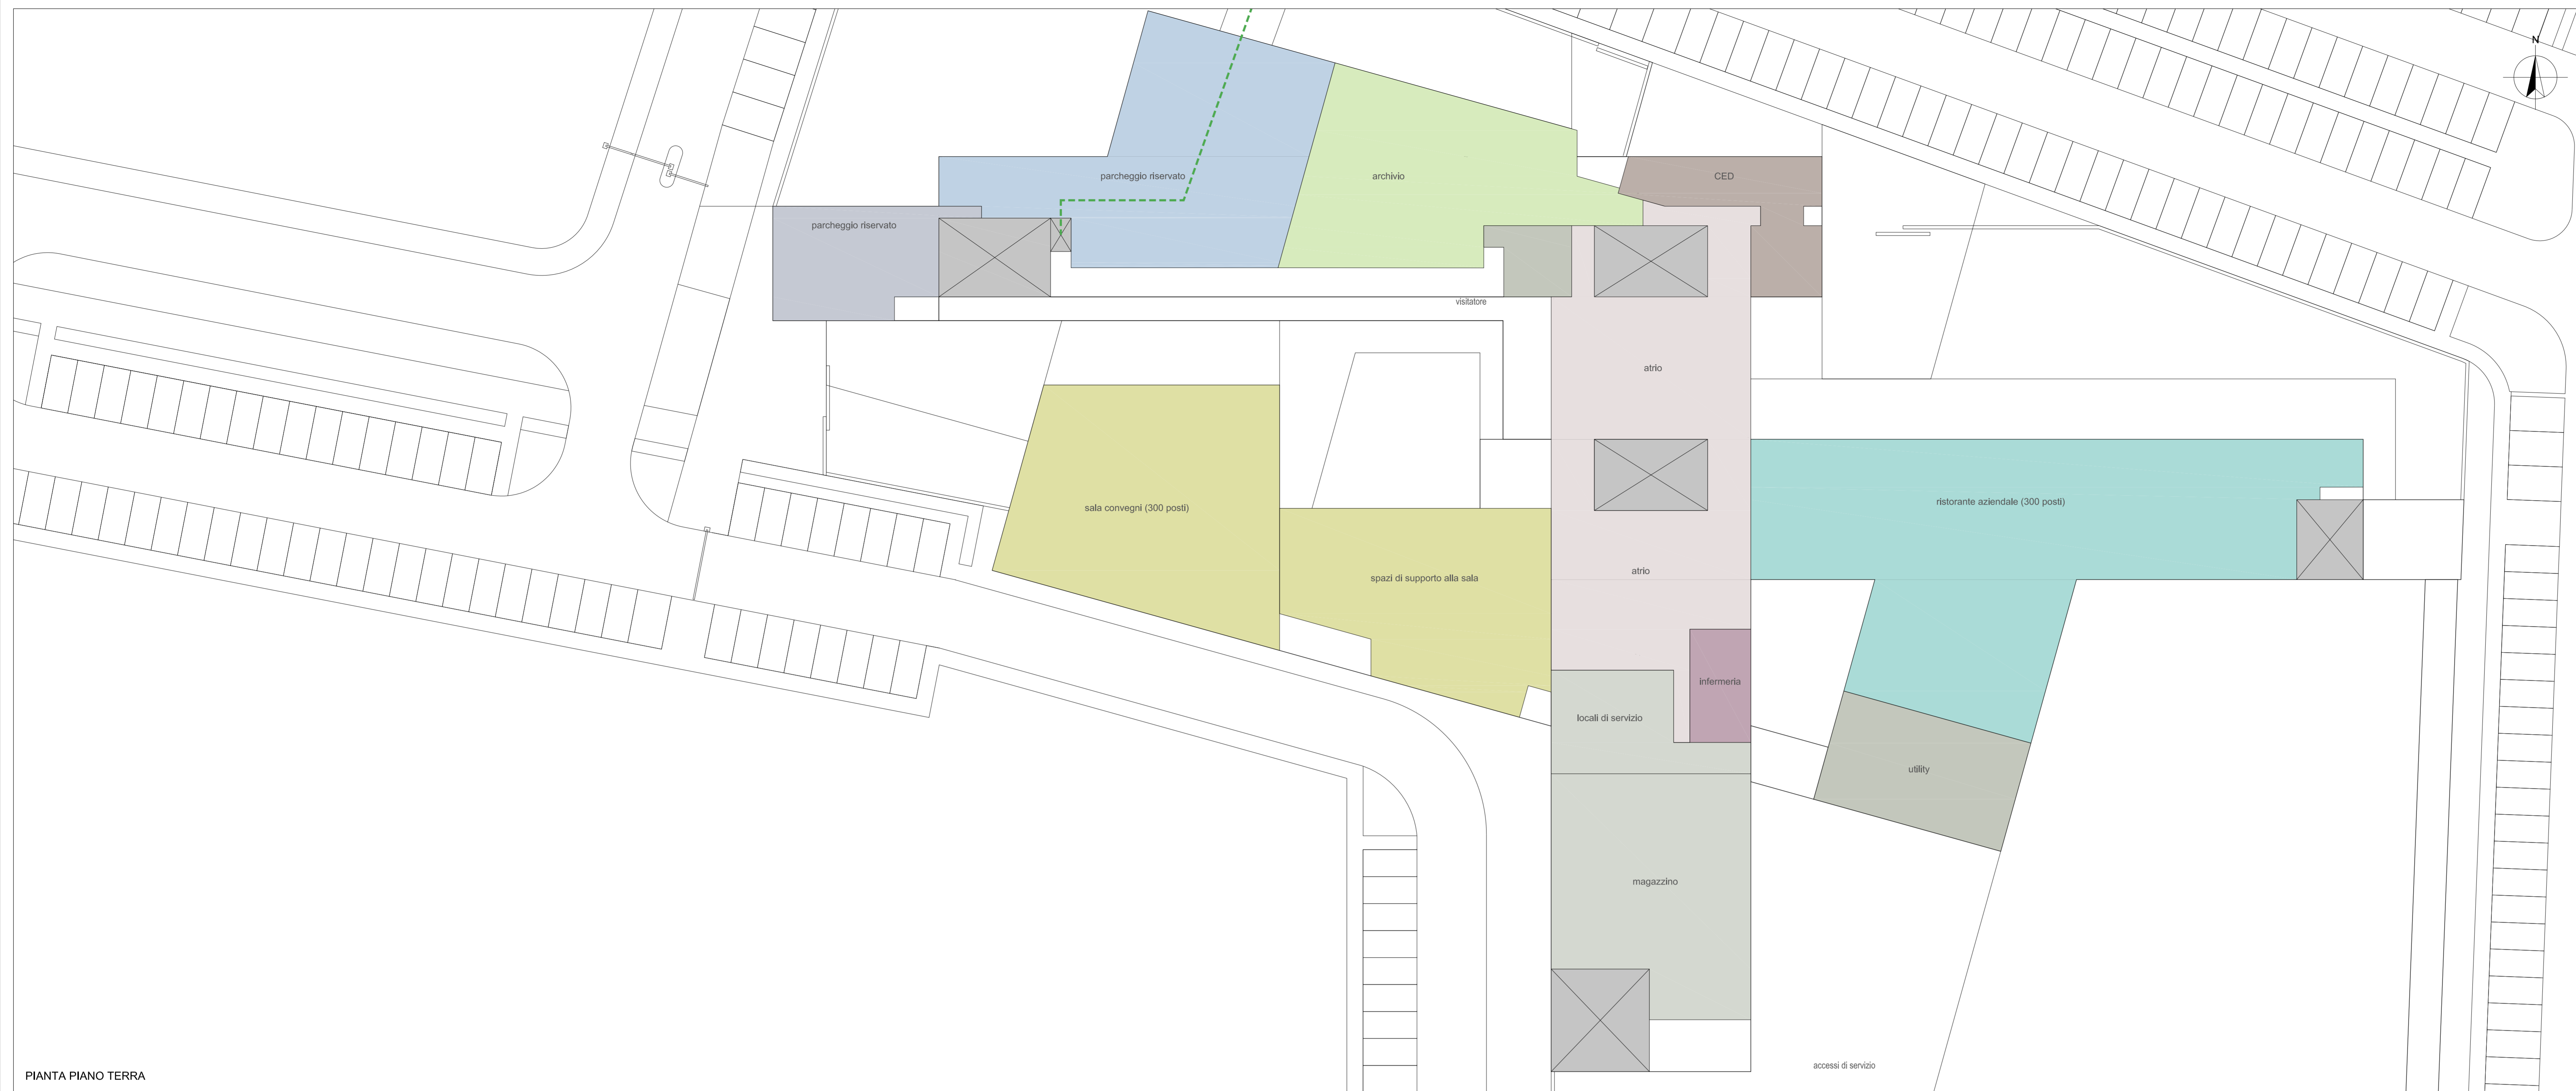 N
parcheggio riservato
archivio
CED
parcheggio riservato
visitatore
atrio
sala convegni (300 posti)
ristorante aziendale (300 posti)
spazi di supporto alla sala
atrio
infermeria
locali di servizio
utility
magazzino
accessi di servizio
PIANTA PIANO TERRA